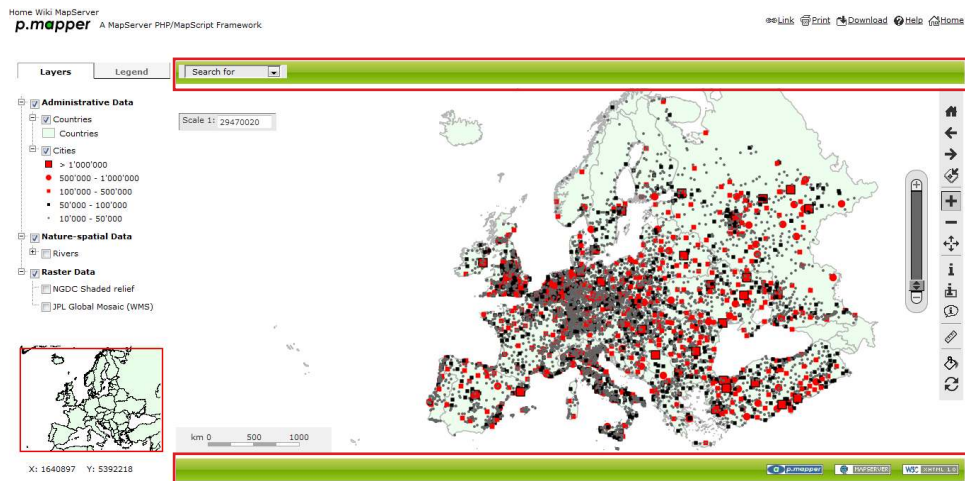 Home Wiki MapServer
p.mapper A MapServer PHP/MapScript Framework
Link Print Download Help Home
Layers Legend
Search for
Administrative Data
Countries
Countries
Cities
> 1'000'000
500'000 - 1'000'000
100'000 - 500'000
50'000 - 100'000
10'000 - 50'000
Nature-spatial Data
Rivers
Raster Data
NGDC Shaded relief
JPL Global Mosaic (WMS)
Scale 1: 29470020
km 0 500 1000
X: 1640897 Y: 5392218
p.mapper MAPSERVER W3C XHTML 1.0